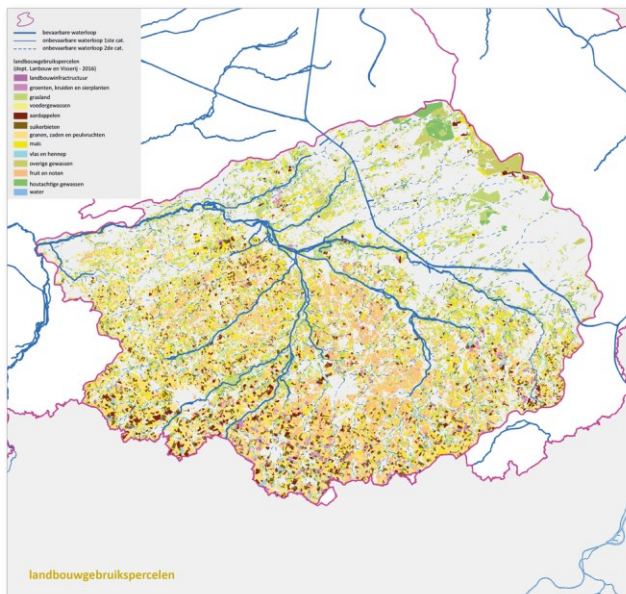 bevaarbare waterloop
onbevaarbare waterloop 1ste cat.
onbevaarbare waterloop 2de cat.
landbouwgebruikspercelen
(dept. Lanbouw en Visserij - 2016)
landbouwinfrastructuur
groenten, kruiden en sierplanten
grasland
voedergewassen
aardappelen
suikerbieten
granen, zaden en peulvruchten
maïs
vlas en hennep
overige gewassen
fruit en noten
houtachtige gewassen
water
landbouwgebruikspercelen